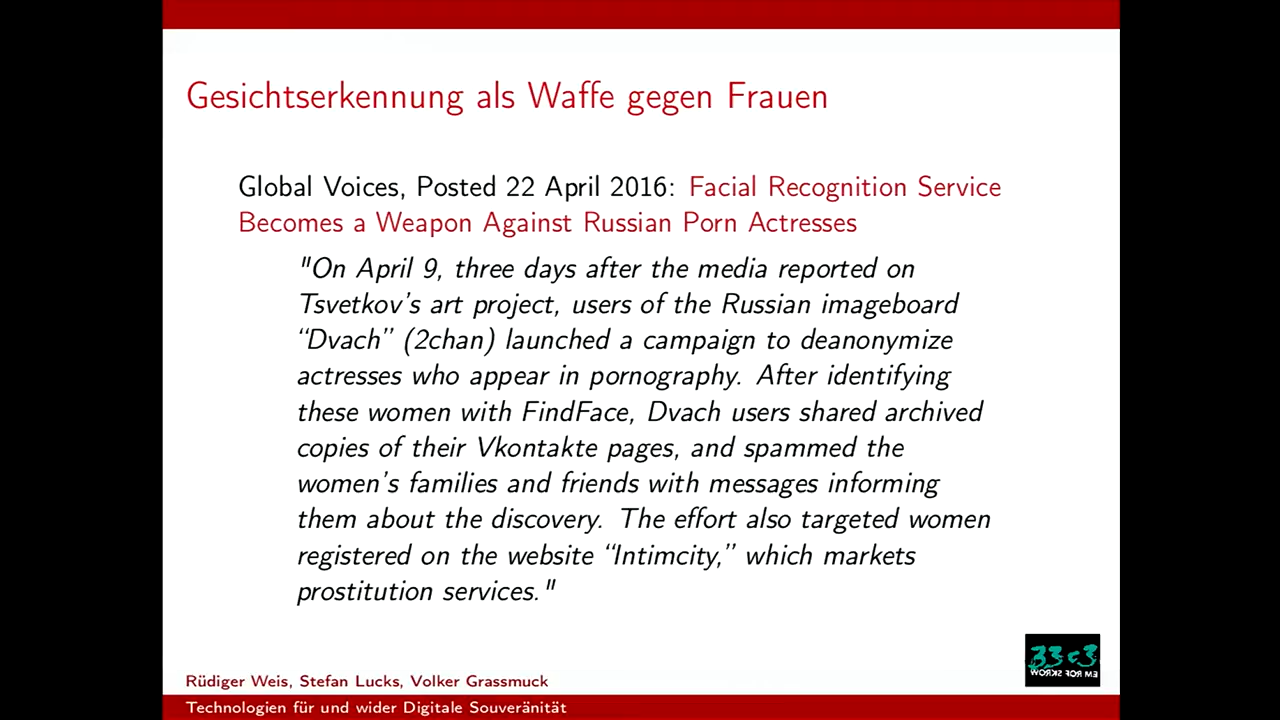 Gesichtserkennung als Waffe gegen Frauen
Global Voices, Posted 22 April 2016: Facial Recognition Service
Becomes a Weapon Against Russian Porn Actresses
"On April 9, three days after the media reported on
Tsvetkov's art project, users of the Russian imageboard
“Dvach” (2chan) launched a campaign to deanonymize
actresses who appear in pornography. After identifying
these women with FindFace, Dvach users shared archived
copies of their Vkontakte pages, and spammed the
women's families and friends with messages informing
them about the discovery. The effort also targeted women
registered on the website “Intimcity,” which markets
prostitution services."
33c3
WORKS FOR ME
Rüdiger Weis, Stefan Lucks, Volker Grassmuck
Technologien für und wider Digitale Souveränität